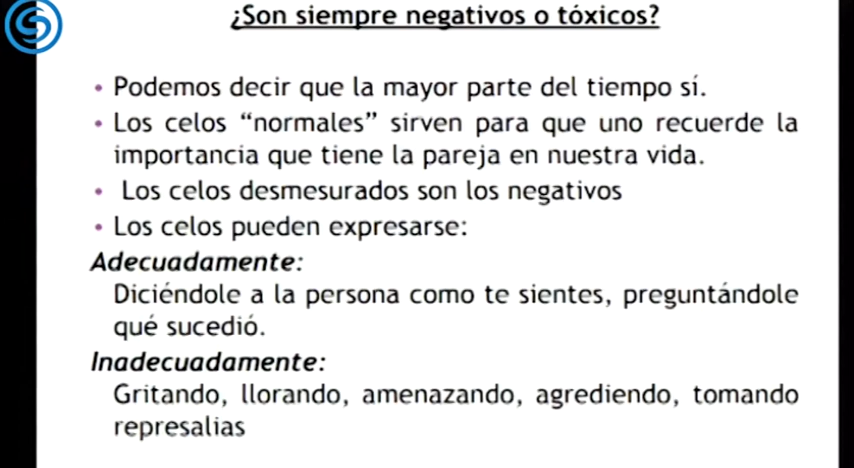 ¿Son siempre negativos o tóxicos?
• Podemos decir que la mayor parte del tiempo sí.
• Los celos “normales” sirven para que uno recuerde la
importancia que tiene la pareja en nuestra vida.
• Los celos desmesurados son los negativos
• Los celos pueden expresarse:
Adecuadamente:
Diciéndole a la persona como te sientes, preguntándole
qué sucedió.
Inadecuadamente:
Gritando, llorando, amenazando, agrediendo, tomando
represalias